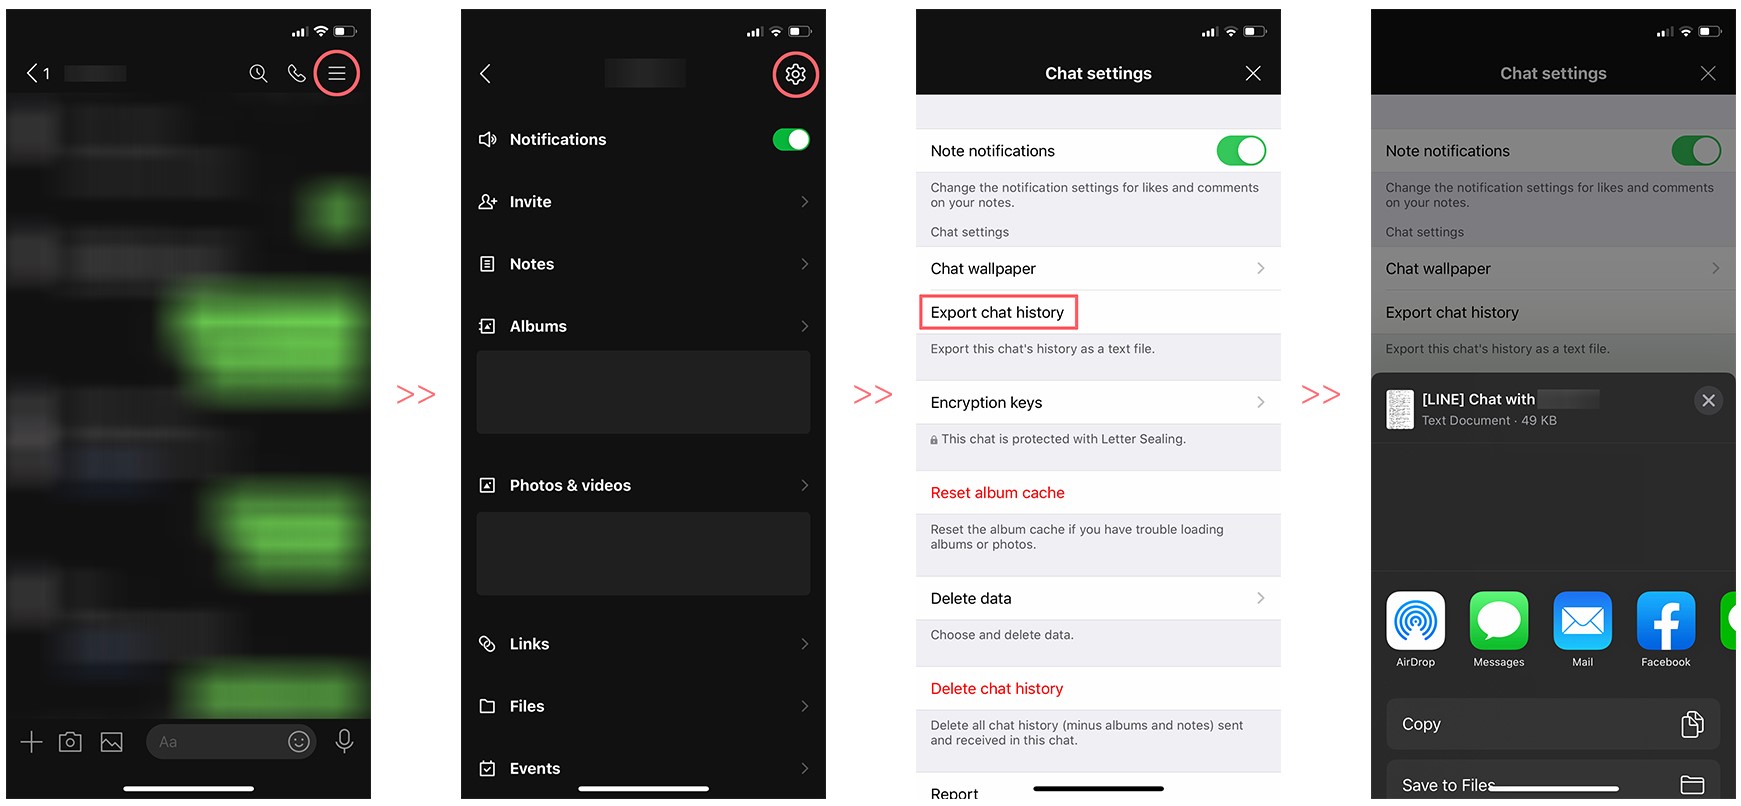 1
Aa
>>
Notifications
Invite
Notes
Albums
Photos & videos
Links
Files
Events
>>
Chat settings
Note notifications
Change the notification settings for likes and comments
on your notes.
Chat settings
Chat wallpaper
Export chat history
Export this chat's history as a text file.
Encryption keys
This chat is protected with Letter Sealing.
Reset album cache
Reset the album cache if you have trouble loading
albums or photos.
Delete data
Choose and delete data.
Delete chat history
Delete all chat history (minus albums and notes) sent
and received in this chat.
Report
>>
Chat settings
Note notifications
Change the notification settings for likes and comments
on your notes.
Chat settings
Chat wallpaper
Export chat history
Export this chat's history as a text file.
[LINE] Chat with
Text Document · 49 KB
AirDrop
Messages
Mail
Facebook
Copy
Save to Files